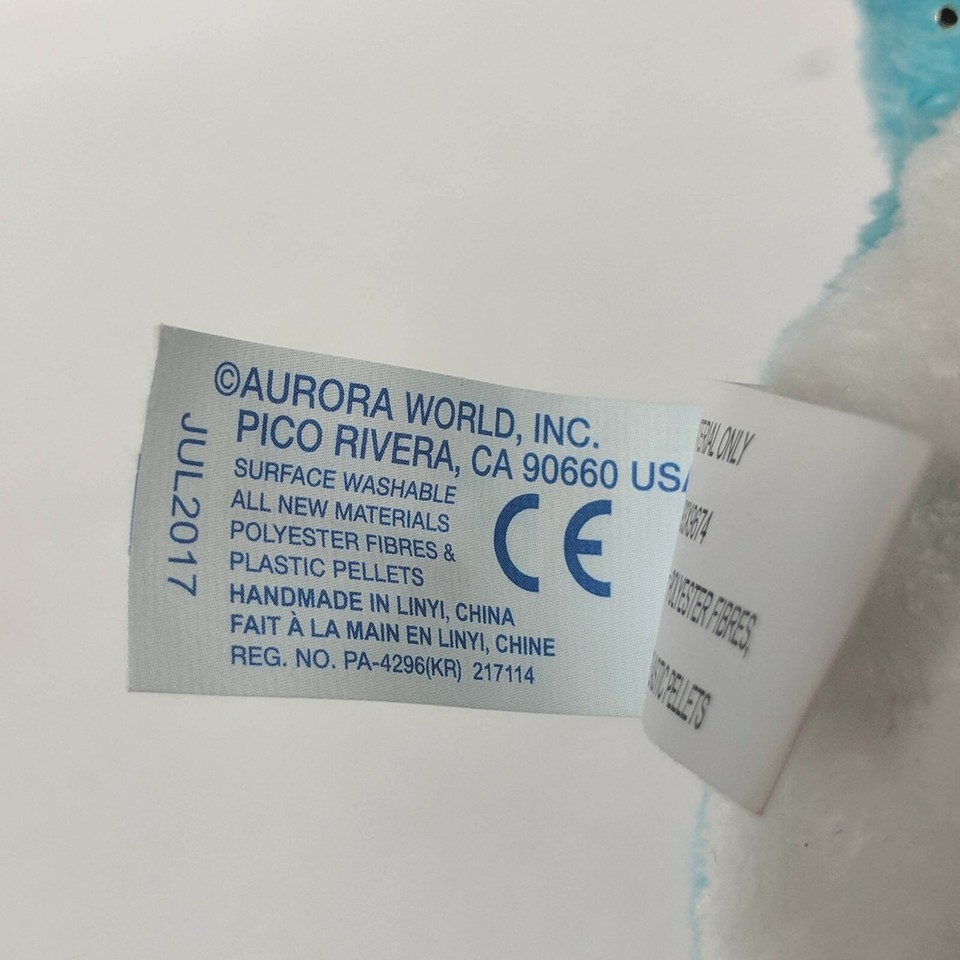 ©AURORA WORLD, INC.
PICO RIVERA, CA 90660 USA
SURFACE WASHABLE
ALL NEW MATERIALS
POLYESTER FIBRES &
PLASTIC PELLETS
HANDMADE IN LINYI, CHINA
FAIT À LA MAIN EN LINYI, CHINE
REG. NO. PA-4296(KR) 217114
CE
JUL2017
ONLY
POLYESTER FIBRES,
PELLETS